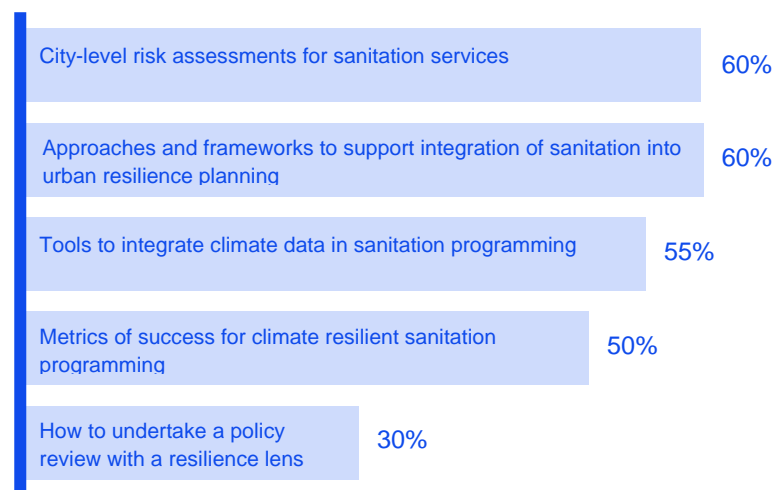 City-level risk assessments for sanitation services
60%
Approaches and frameworks to support integration of sanitation into
urban resilience planning
60%
Tools to integrate climate data in sanitation programming
55%
Metrics of success for climate resilient sanitation
programming
50%
How to undertake a policy
review with a resilience lens
30%